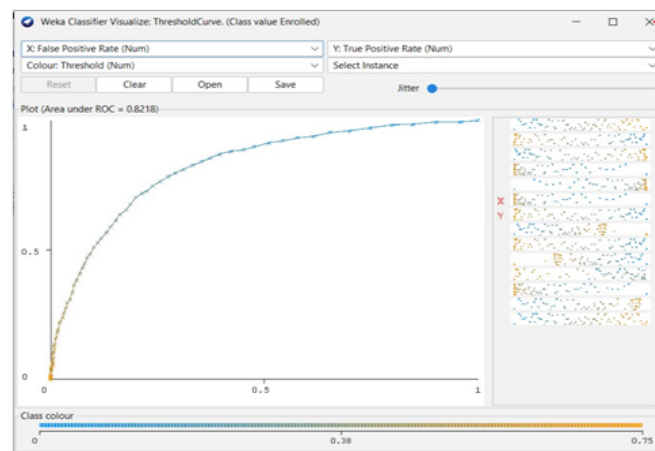 Weka Classifier Visualize: ThresholdCurve. (Class value Enrolled)
X: False Positive Rate (Num) Y: True Positive Rate (Num)
Colour: Threshold (Num) Select Instance
Reset Clear Open Save Jitter
Plot (Area under ROC = 0.8218)
1
0.5
0
0 0.5 1
X
Y
Class colour
0 0.38 0.75